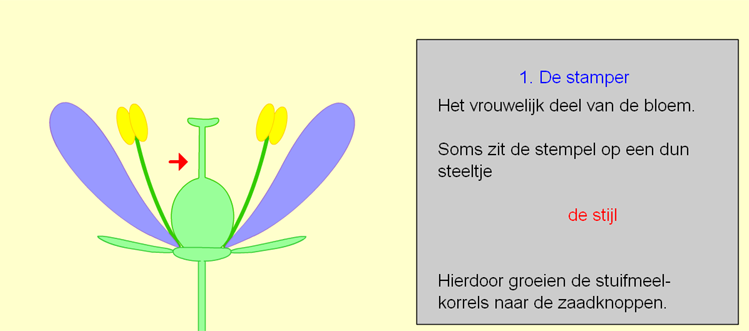 1. De stamper
Het vrouwelijk deel van de bloem.
Soms zit de stempel op een dun
steeltje
de stijl
Hierdoor groeien de stuifmeel-
korrels naar de zaadknoppen.